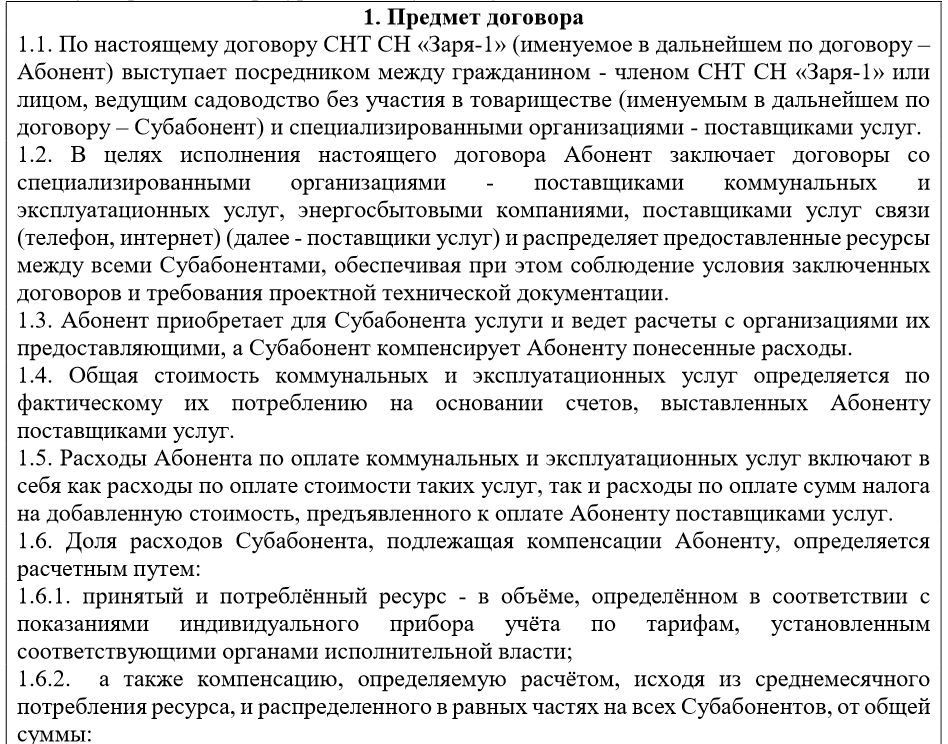 1. Предмет договора
1.1. По настоящему договору СНТ СН «Заря-1» (именуемое в дальнейшем по договору –
Абонент) выступает посредником между гражданином - членом СНТ СН «Заря-1» или
лицом, ведущим садоводство без участия в товариществе (именуемым в дальнейшем по
договору – Субабонент) и специализированными организациями - поставщиками услуг.
1.2. В целях исполнения настоящего договора Абонент заключает договоры со
специализированными организациями - поставщиками коммунальных и
эксплуатационных услуг, энергосбытовыми компаниями, поставщиками услуг связи
(телефон, интернет) (далее - поставщики услуг) и распределяет предоставленные ресурсы
между всеми Субабонентами, обеспечивая при этом соблюдение условия заключенных
договоров и требования проектной технической документации.
1.3. Абонент приобретает для Субабонента услуги и ведет расчеты с организациями их
предоставляющими, а Субабонент компенсирует Абоненту понесенные расходы.
1.4. Общая стоимость коммунальных и эксплуатационных услуг определяется по
фактическому их потреблению на основании счетов, выставленных Абоненту
поставщиками услуг.
1.5. Расходы Абонента по оплате коммунальных и эксплуатационных услуг включают в
себя как расходы по оплате стоимости таких услуг, так и расходы по оплате сумм налога
на добавленную стоимость, предъявленного к оплате Абоненту поставщиками услуг.
1.6. Доля расходов Субабонента, подлежащая компенсации Абоненту, определяется
расчетным путем:
1.6.1. принятый и потреблённый ресурс - в объёме, определённом в соответствии с
показаниями индивидуального прибора учёта по тарифам, установленным
соответствующими органами исполнительной власти;
1.6.2. а также компенсацию, определяемую расчётом, исходя из среднемесячного
потребления ресурса, и распределенного в равных частях на всех Субабонентов, от общей
суммы: